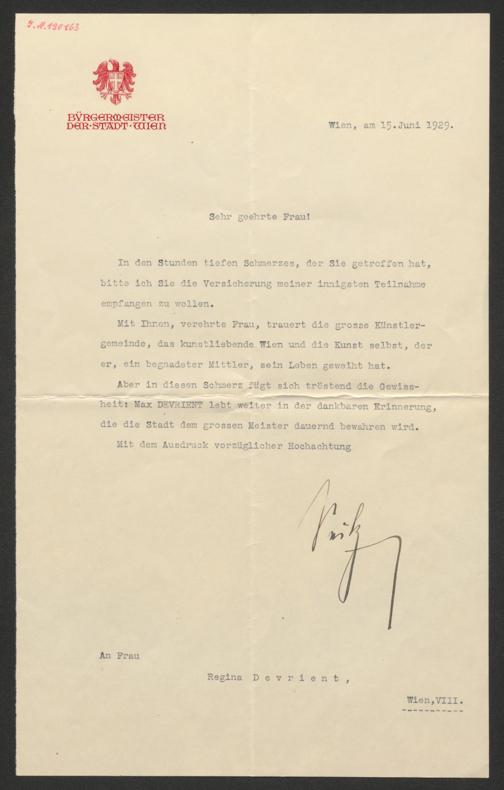 I.N.190163
BÜRGERMEISTER
DER·STADT·WIEN
Wien, am 15.Juni 1929.
Sehr geehrte Frau!
In den Stunden tiefen Schmerzes, der Sie getroffen hat,
bitte ich Sie die Versicherung meiner innigsten Teilnahme
empfangen zu wollen.
Mit Ihnen, verehrte Frau, trauert die grosse Künstler-
gemeinde, das kunstliebende Wien und die Kunst selbst, der
er, ein begnadeter Mittler, sein Leben geweiht hat.
Aber in diesen Schmerz fügt sich tröstend die Gewiss-
heit: Max DEVRIENT lebt weiter in der dankbaren Erinnerung,
die die Stadt dem grossen Meister dauernd bewahren wird.
Mit dem Ausdruck vorzüglicher Hochachtung
Seitz
An Frau
Regina D e v r i e n t ,
Wien,VIII.